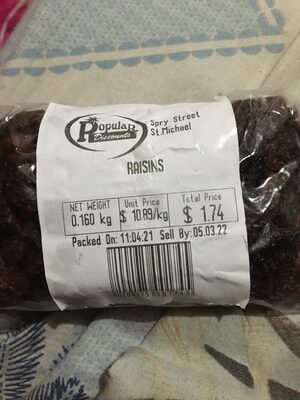 Popular
Discounts
Spry Street
St.Michael
RAISINS
NET WEIGHT Unit Price Total Price
0.160 kg $ 10.89/kg $ 1.74
Packed On: 11:04:21 Sell By: 05.03.22